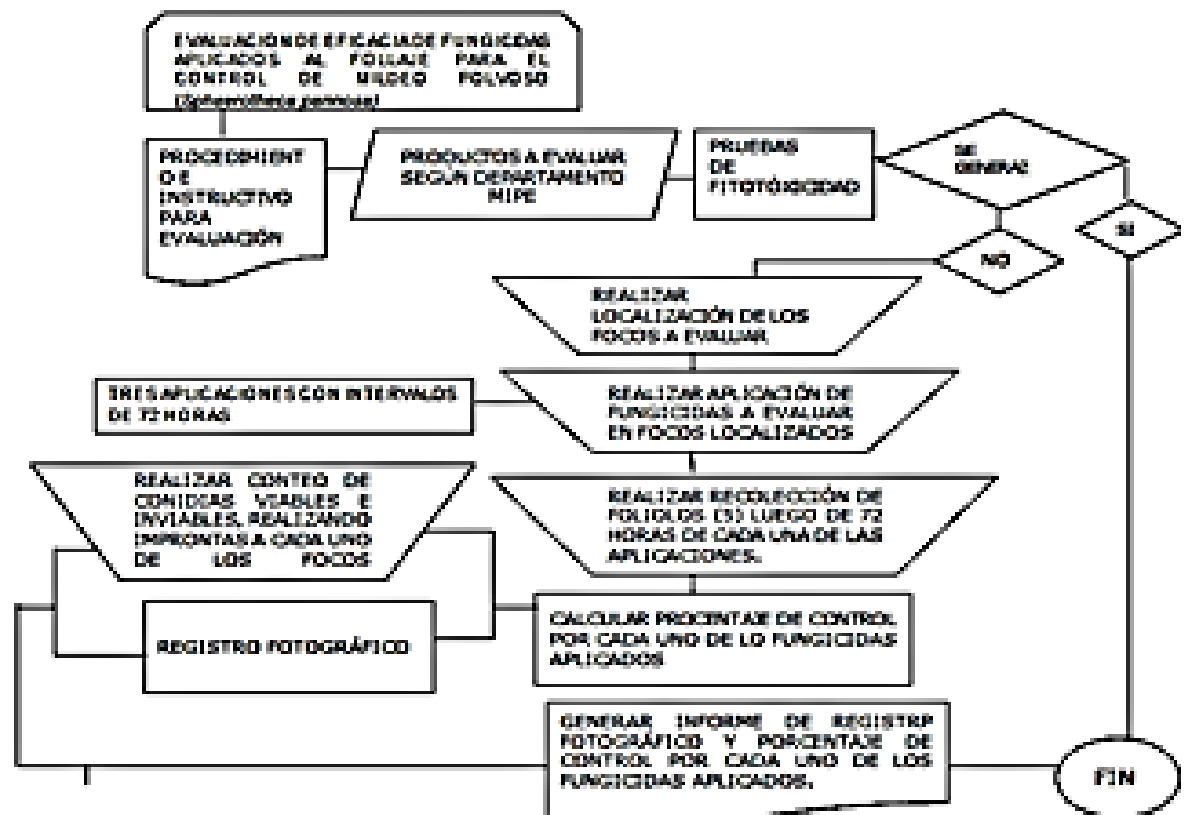 EVALUACION DE EFICACIA DE FUNGICIDAS
APLICADOS AL FOLLAJE PARA EL
CONTROL DE MILDEO POLVOSO
(Sphaerotheca pannosa)
PROCEDIMIENT
O E
INSTRUCTIVO
PARA
EVALUACIÓN
PRODUCTOS A EVALUAR
SEGUN DEPARTAMENTO
MIPE
PRUEBAS
DE
FITOTÓXICIDAD
SE
GENERA?
SI
NO
REALIZAR
LOCALIZACIÓN DE LOS
FOCOS A EVALUAR
TRES APLICACIONES CON INTERVALOS
DE 72 HORAS
REALIZAR APLICACIÓN DE
FUNGICIDAS A EVALUAR
EN FOCOS LOCALIZADOS
REALIZAR CONTEO DE
CONIDIAS VIABLES E
INVIABLES, REALIZANDO
IMPRONTAS A CADA UNO
DE LOS FOCOS
REALIZAR RECOLECCIÓN DE
FOLIOLOS (5) LUEGO DE 72
HORAS DE CADA UNA DE LAS
APLICACIONES.
REGISTRO FOTOGRÁFICO
CALCULAR PROCENTAJE DE CONTROL
POR CADA UNO DE LO FUNGICIDAS
APLICADOS
GENERAR INFORME DE REGISTRP
FOTOGRÁFICO Y PORCENTAJE DE
CONTROL POR CADA UNO DE LOS
FUNGICIDAS APLICADOS.
FIN